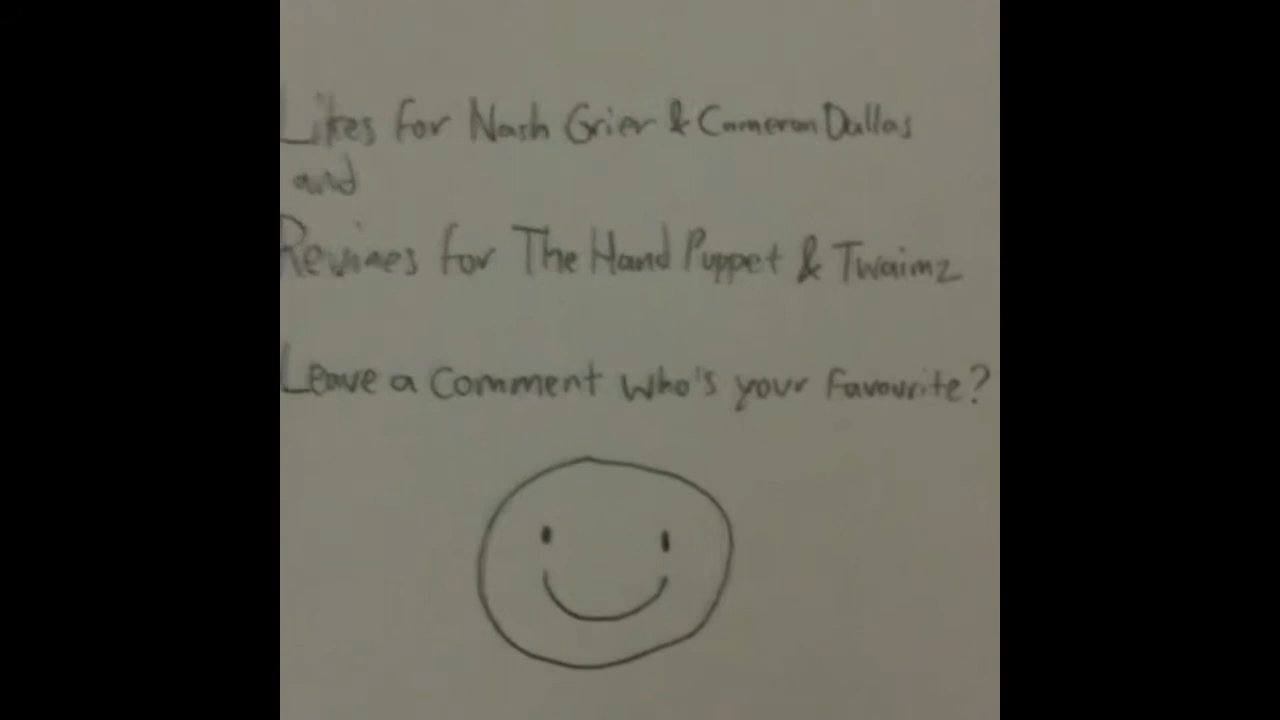 Likes for Nash Grier & Cameron Dallas
and
Revines for The Hand Puppet & Twaimz
Leave a comment who's your favourite?